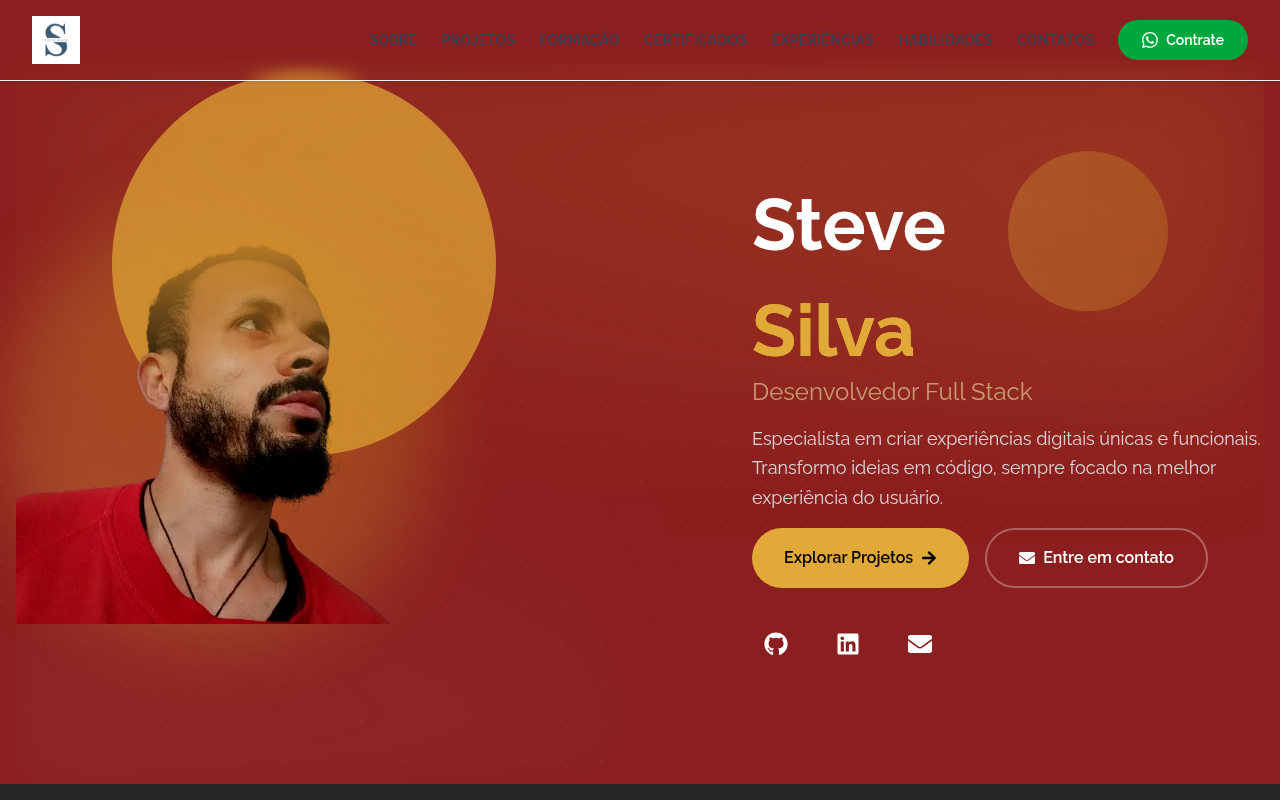 S
SOBRE PROJETOS FORMAÇÃO CERTIFICADOS EXPERIÊNCIAS HABILIDADES CONTATOS Contrate
Steve
Silva
Desenvolvedor Full Stack
Especialista em criar experiências digitais únicas e funcionais.
Transformo ideias em código, sempre focado na melhor
experiência do usuário.
Explorar Projetos Entre em contato